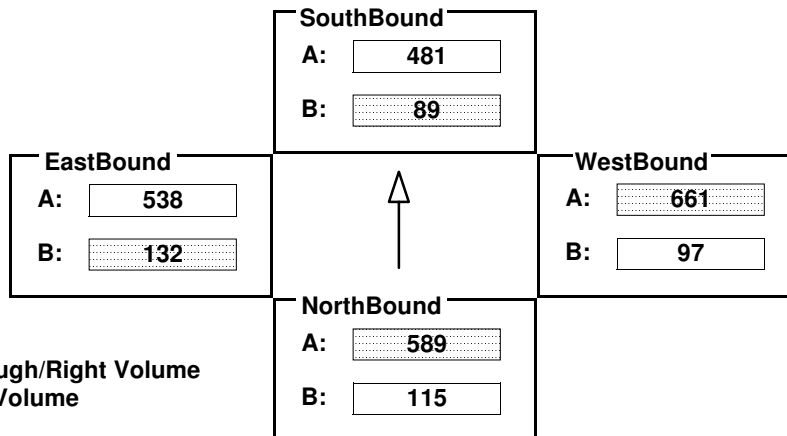 SouthBound
A: 481
B: 89
EastBound
A: 538
B: 132
WestBound
A: 661
B: 97
NorthBound
A: 589
B: 115
ugh/Right Volume
Volume